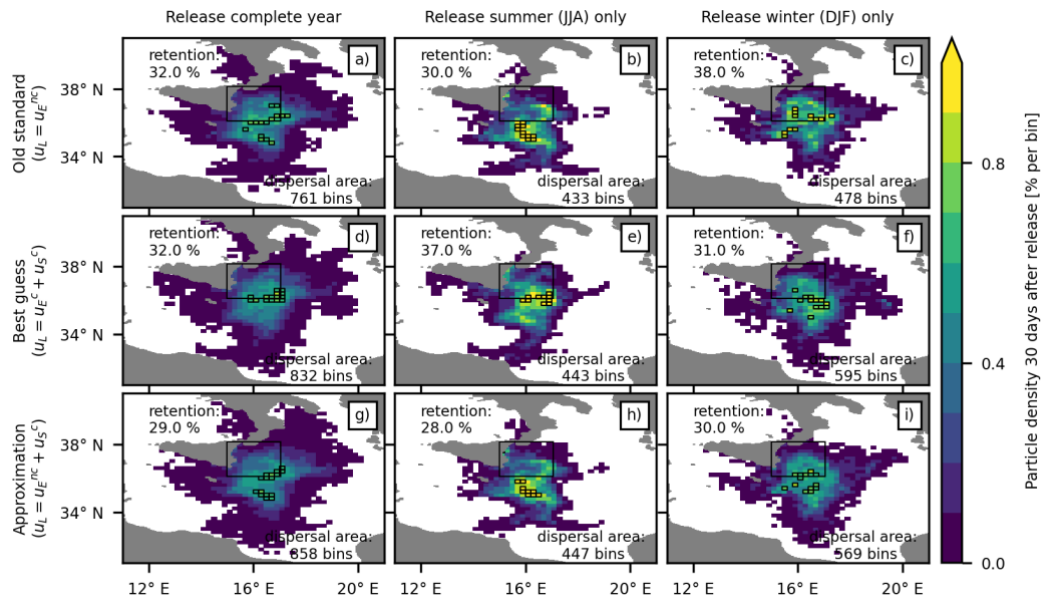 Release complete year
Release summer (JJA) only
Release winter (DJF) only
Old standard
(u_L = u_E^{nc})
38° N
34° N
retention:
32.0 %
a)
dispersal area:
761 bins
retention:
30.0 %
b)
dispersal area:
433 bins
retention:
38.0 %
c)
dispersal area:
478 bins
Best guess
(u_L = u_E^c + u_S^c)
38° N
34° N
retention:
32.0 %
d)
dispersal area:
832 bins
retention:
37.0 %
e)
dispersal area:
443 bins
retention:
31.0 %
f)
dispersal area:
595 bins
Approximation
(u_L = u_E^{nc} + u_S^c)
38° N
34° N
retention:
29.0 %
g)
dispersal area:
858 bins
retention:
28.0 %
h)
dispersal area:
447 bins
retention:
30.0 %
i)
dispersal area:
569 bins
12° E
16° E
20° E
12° E
16° E
20° E
12° E
16° E
20° E
0.8
0.4
0.0
Particle density 30 days after release [% per bin]